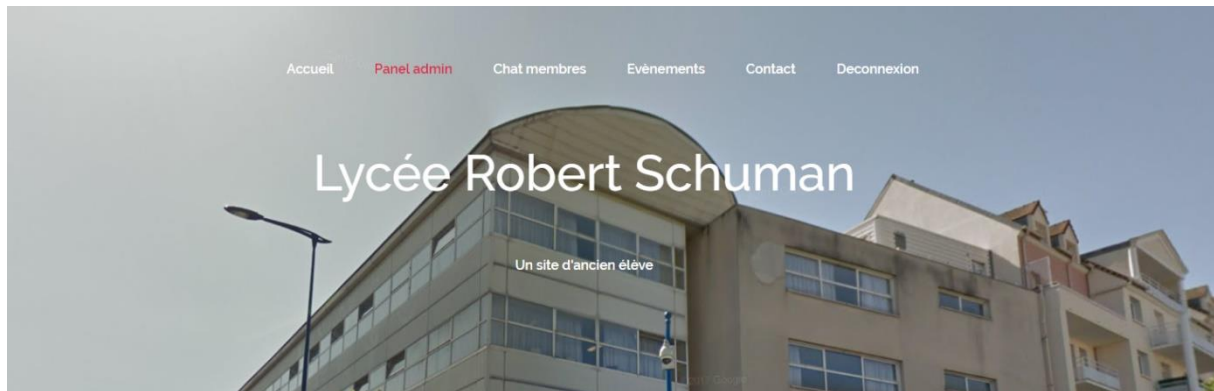 Accueil Panel admin Chat membres Evènements Contact Deconnexion
Lycée Robert Schuman
Un site d'ancien élève